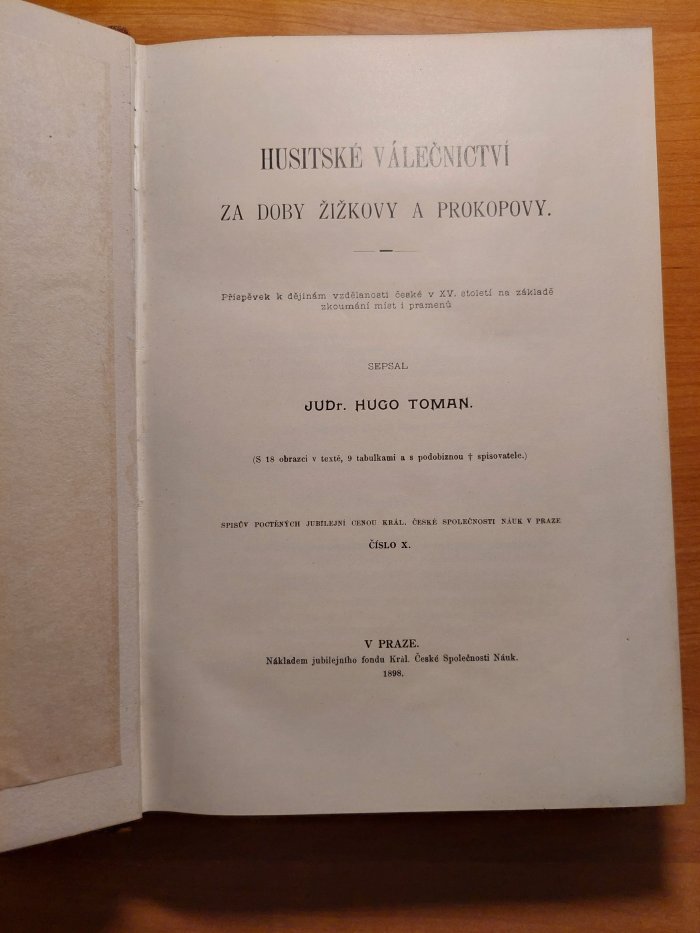 HUSITSKÉ VÁLEČNICTVÍ
ZA DOBY ŽIŽKOVY A PROKOPOVY.
Příspěvek k dějinám vzdělanosti české v XV. století na základě
zkoumání míst i pramenů
SEPSAL
JUDr. HUGO TOMAN.
(S 18 obrazci v textě, 9 tabulkami a s podobiznou † spisovatele.)
SPISŮV POCTĚNÝCH JUBILEJNÍ CENOU KRÁL. ČESKÉ SPOLEČNOSTI NÁUK V PRAZE
ČÍSLO X.
V PRAZE.
Nákladem jubilejního fondu Král. České Společnosti Náuk.
1898.